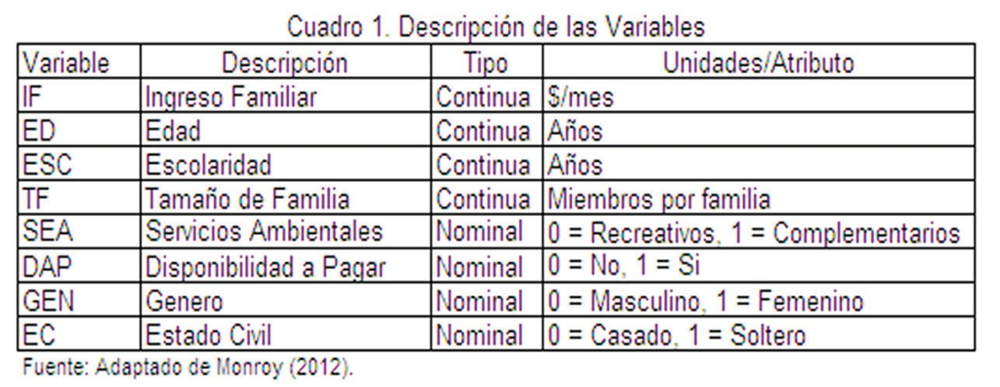 Cuadro 1. Descripción de las Variables
Variable Descripción Tipo Unidades/Atributo
IF Ingreso Familiar Continua $/mes
ED Edad Continua Años
ESC Escolaridad Continua Años
TF Tamaño de Familia Continua Miembros por familia
SEA Servicios Ambientales Nominal 0 = Recreativos, 1 = Complementarios
DAP Disponibilidad a Pagar Nominal 0 = No, 1 = Si
GEN Genero Nominal 0 = Masculino, 1 = Femenino
EC Estado Civil Nominal 0 = Casado, 1 = Soltero
Fuente: Adaptado de Monroy (2012).